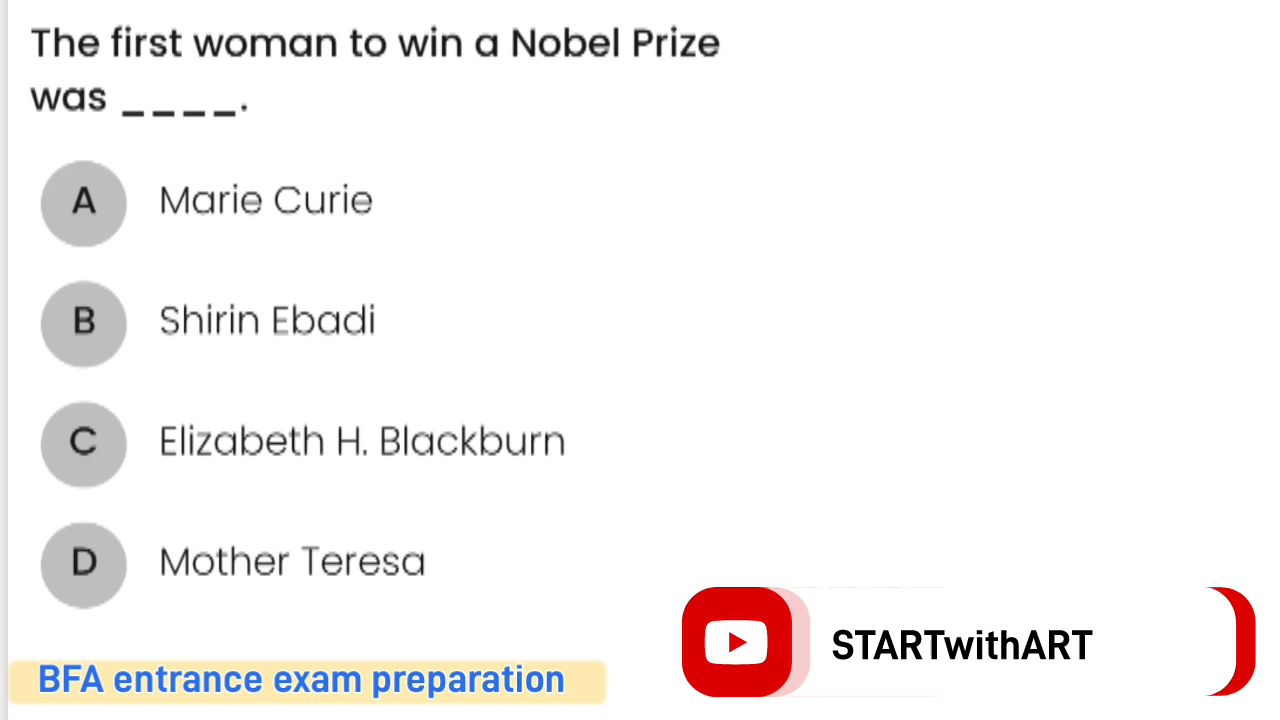 The first woman to win a Nobel Prize
was ____.
A Marie Curie
B Shirin Ebadi
C Elizabeth H. Blackburn
D Mother Teresa
BFA entrance exam preparation
STARTwithART